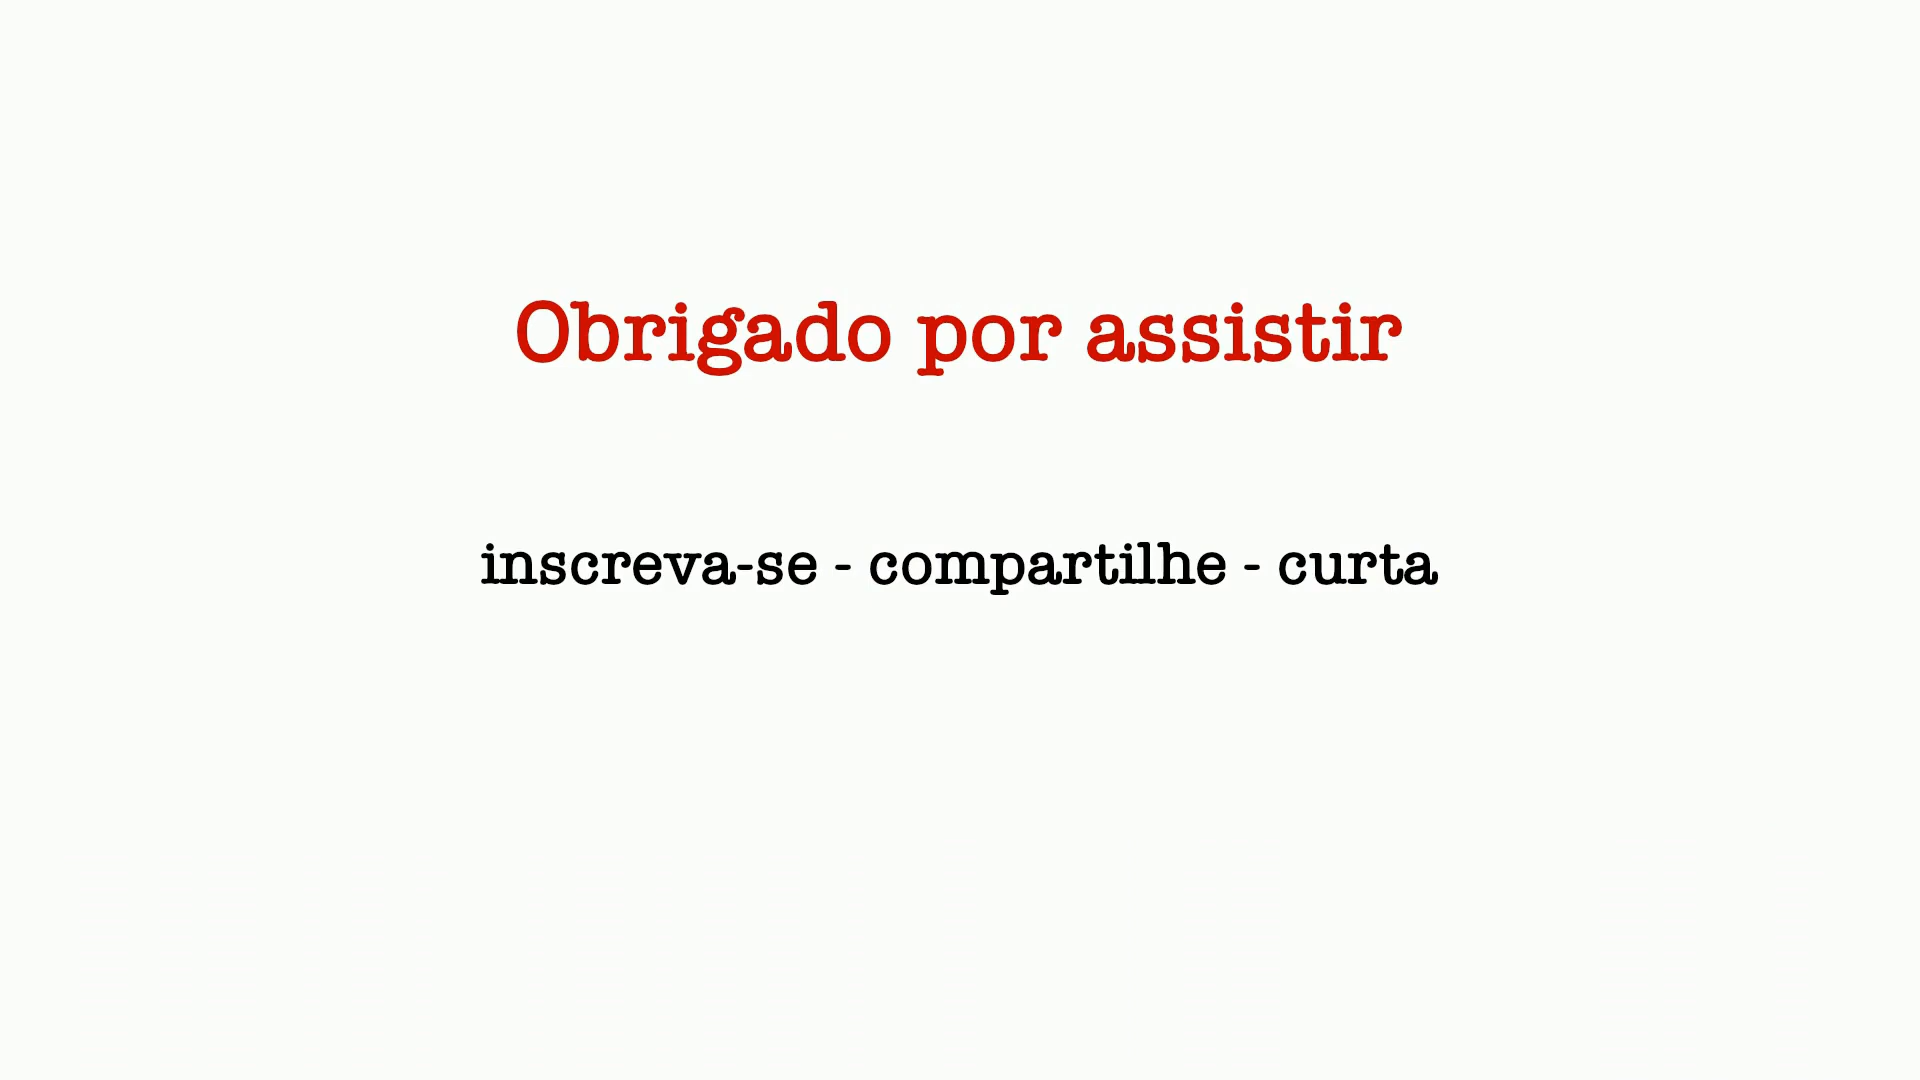 Obrigado por assistir
inscreva-se - compartilhe - curta